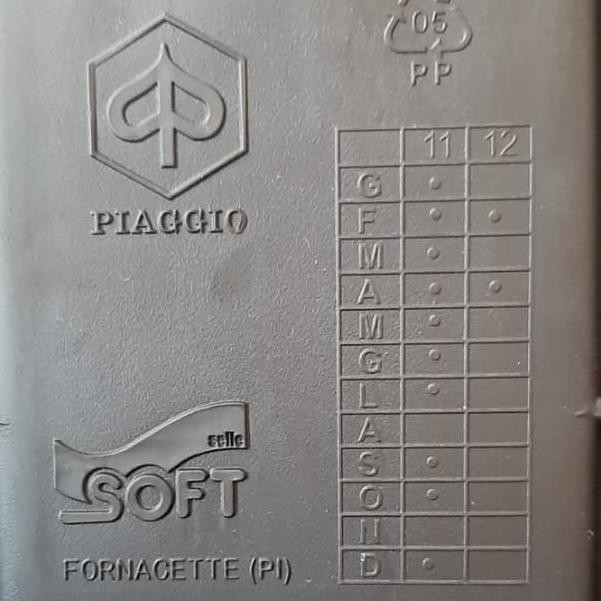 05
PP
PIAGGIO
11 12
G
F
M
A
M
G
L
A
S
O
N
D
selle
SOFT
FORNACETTE (PI)